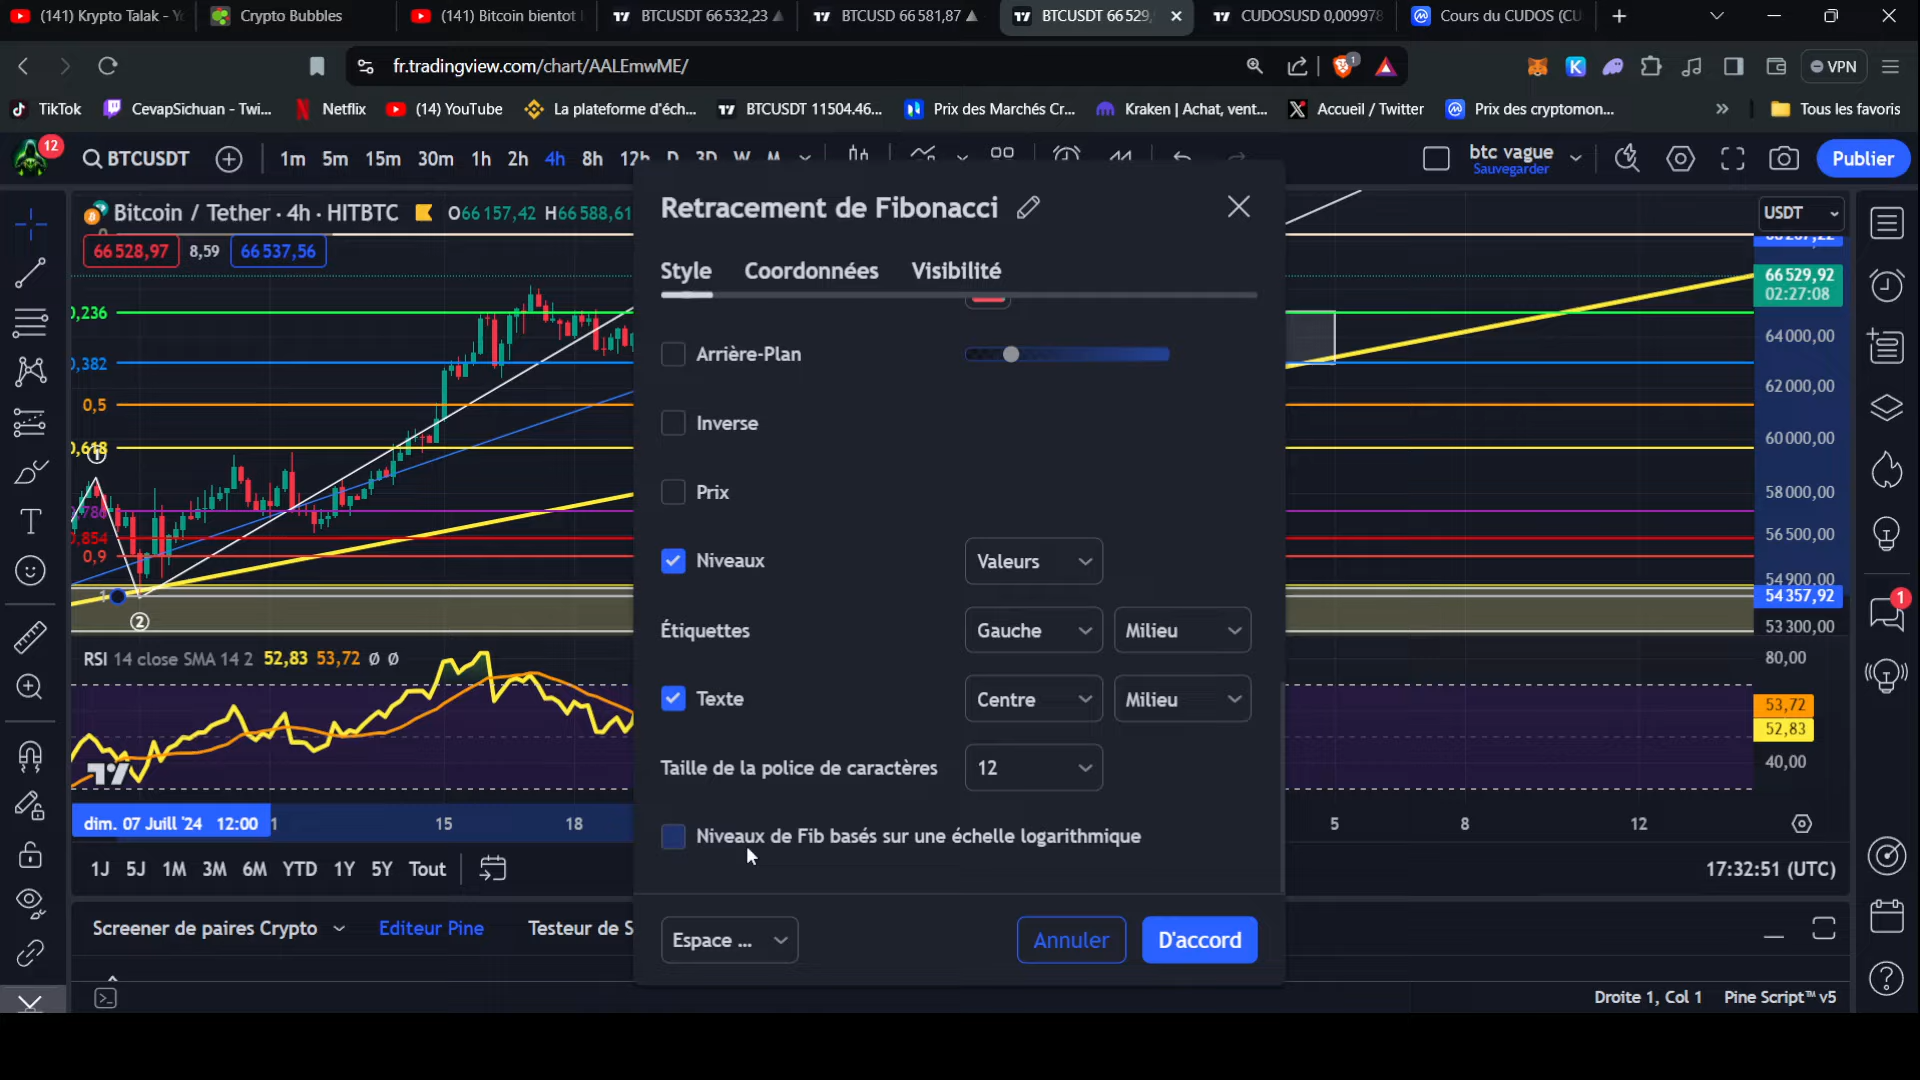 (141) Krypto Talak - Y
Crypto Bubbles
(141) Bitcoin bientot
BTCUSDT 66 532,23
BTCUSD 66 581,87
BTCUSDT 66 529,
CUDOSUSD 0,009978
Cours du CUDOS (CU
fr.tradingview.com/chart/AALEmwME/
1
VPN
TikTok
CevapSichuan - Twi...
Netflix
(14) YouTube
La plateforme d'éch...
BTCUSDT 11504.46...
Prix des Marchés Cr...
Kraken | Achat, vent...
Accueil / Twitter
Prix des cryptomon...
»
Tous les favoris
12
BTCUSDT
1m 5m 15m 30m 1h 2h 4h 8h 12h D 3D W M
btc vague
Sauvegarder
Publier
Bitcoin / Tether · 4h · HITBTC
O66 157,42 H66 588,61
USDT
66 528,97
8,59
66 537,56
66 529,92
02:27:08
0,236
64 000,00
0,382
62 000,00
0,5
60 000,00
0,618
1
58 000,00
0,854
56 500,00
0,9
54 900,00
1
54 357,92
2
53 300,00
RSI 14 close SMA 14 2 52,83 53,72 Ø Ø
80,00
53,72
52,83
40,00
dim. 07 Juill '24 12:00
15
18
5
8
12
1J 5J 1M 3M 6M YTD 1Y 5Y Tout
17:32:51 (UTC)
Screener de paires Crypto
Editeur Pine
Testeur de S
Droite 1, Col 1
Pine Script™ v5
Retracement de Fibonacci
Style
Coordonnées
Visibilité
Arrière-Plan
Inverse
Prix
Niveaux
Valeurs
Étiquettes
Gauche
Milieu
Texte
Centre
Milieu
Taille de la police de caractères
12
Niveaux de Fib basés sur une échelle logarithmique
Espace ...
Annuler
D'accord
1